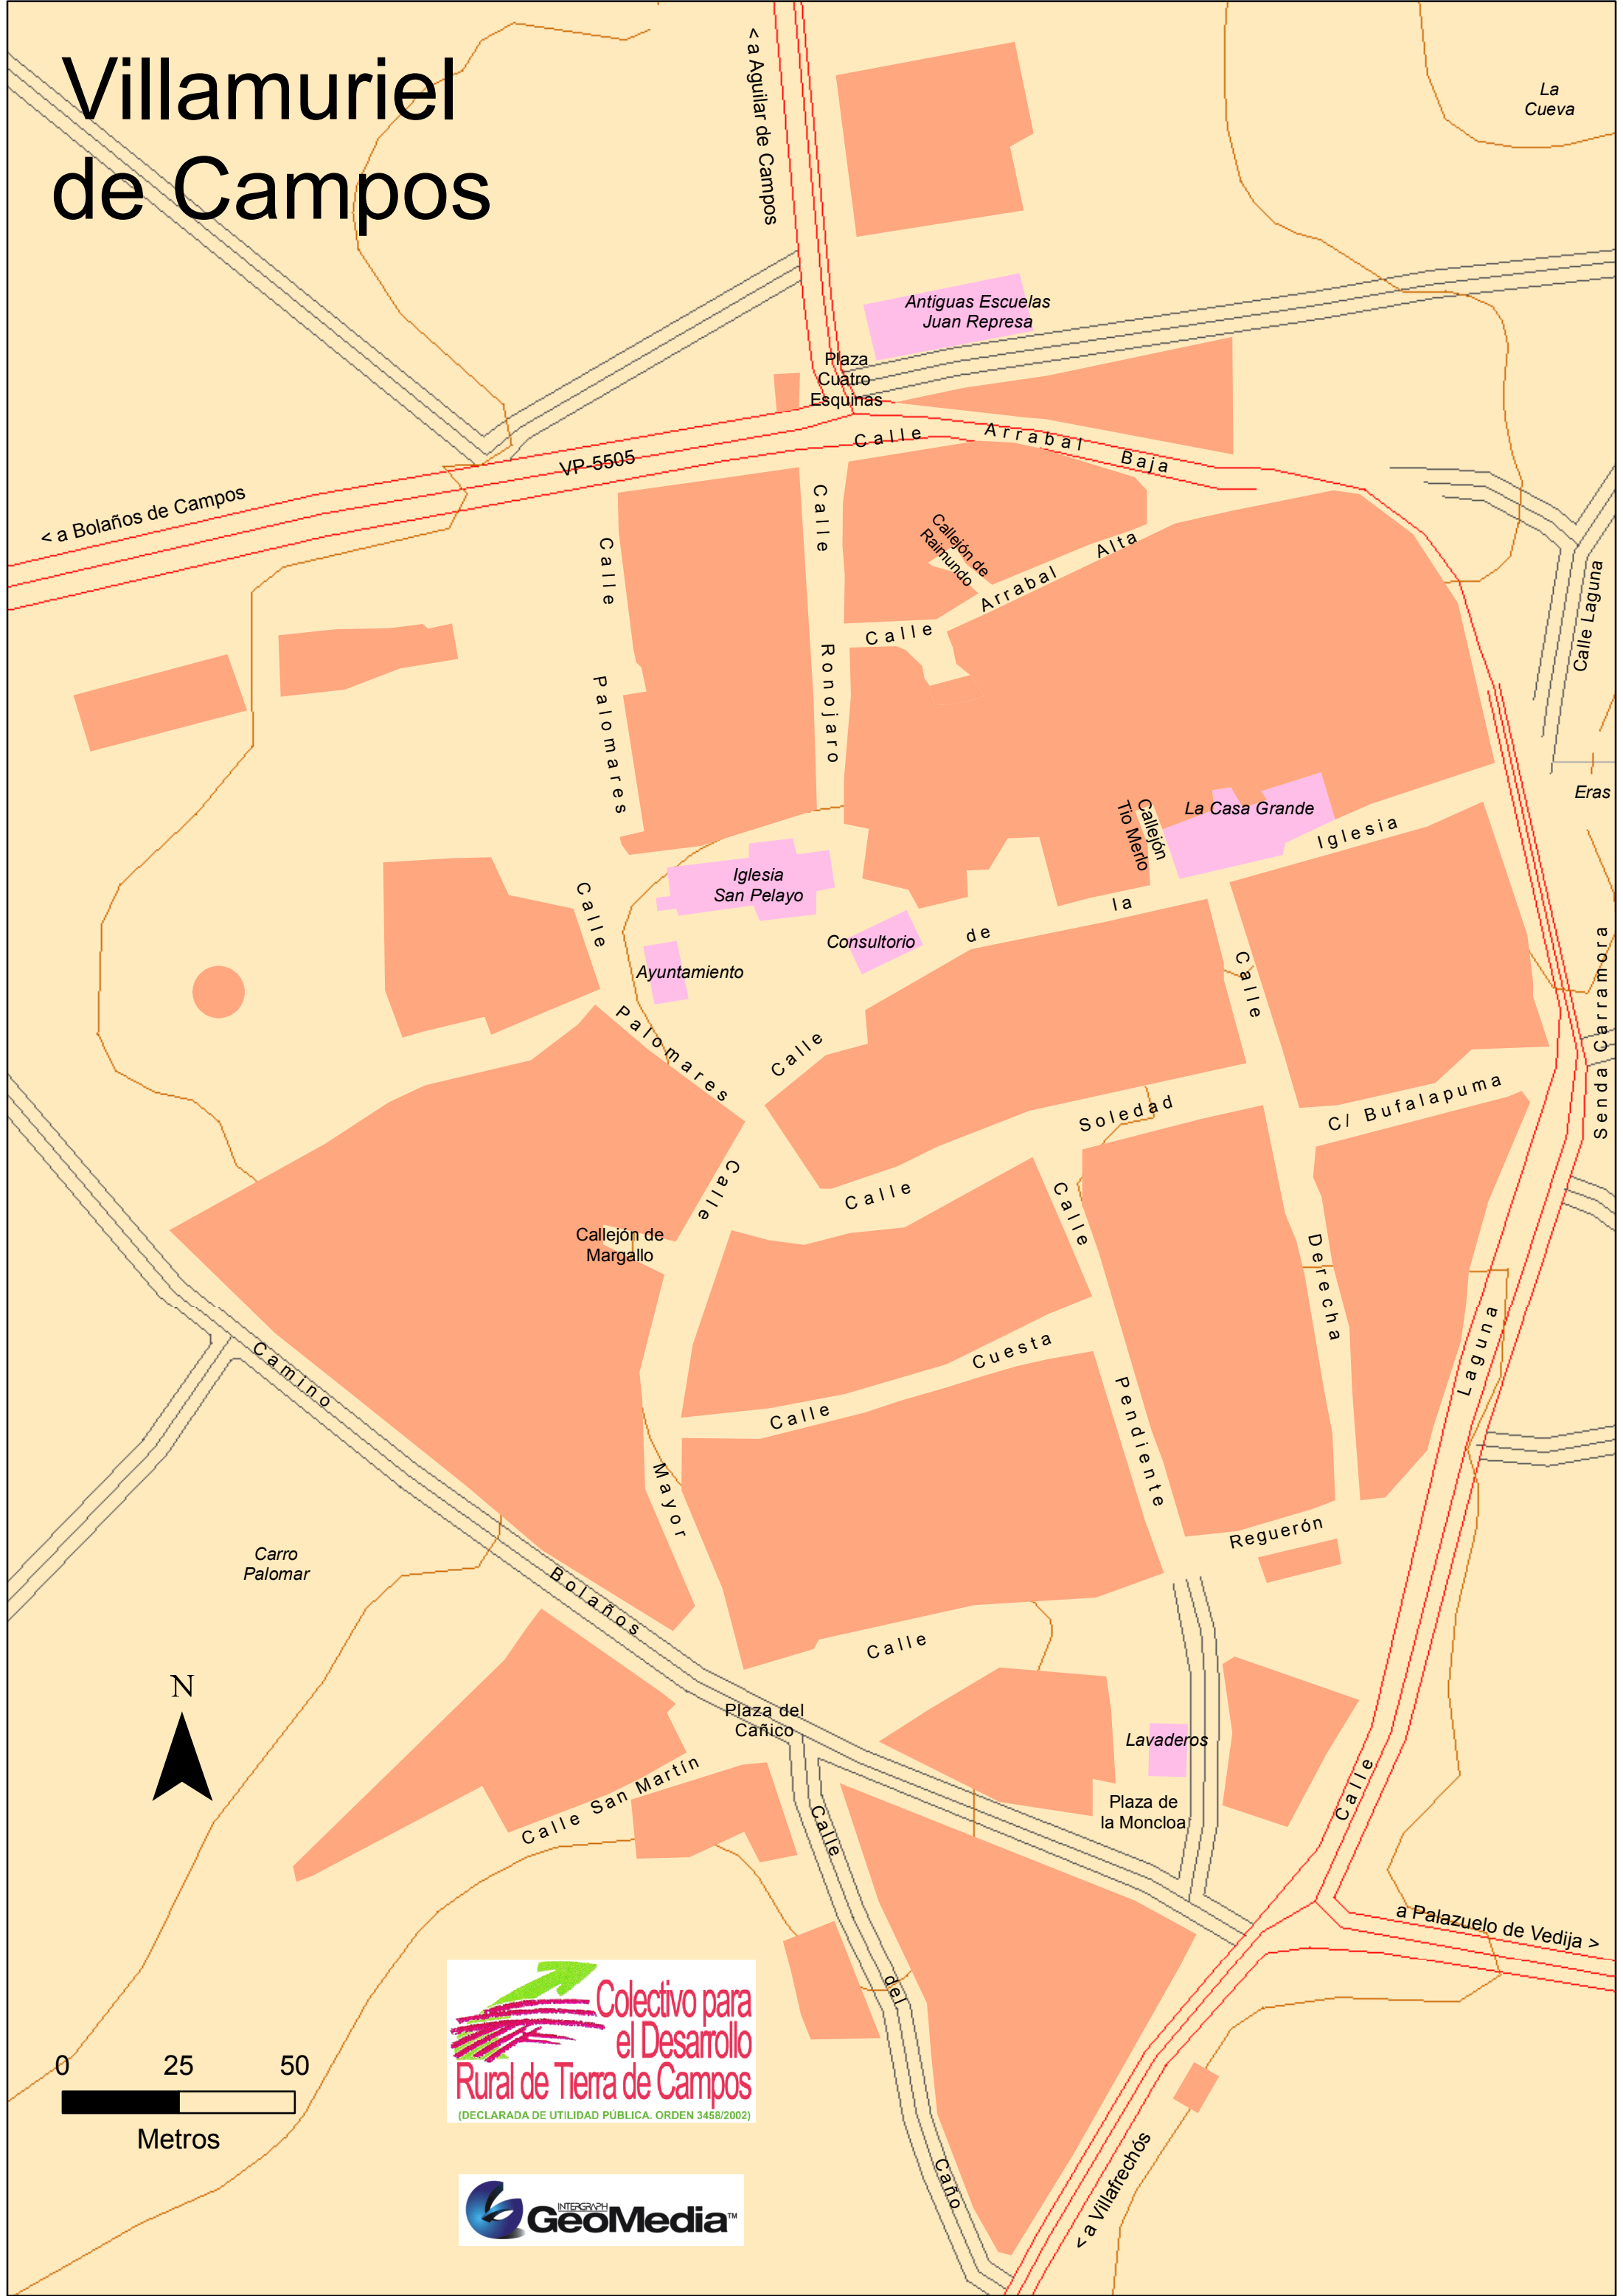 Villamuriel
de Campos
< a Aguilar de Campos
La
Cueva
Antiguas Escuelas
Juan Represa
Plaza
Cuatro
Esquinas
Calle Arrabal Baja
VP-5505
< a Bolaños de Campos
Calle Palomares
Calle Ronojaro
Callejón de
Raimundo
Calle Arrabal Alta
Calle Laguna
Eras
La Casa Grande
Callejón
Tio Merlo
Calle de la Iglesia
Iglesia
San Pelayo
Consultorio
Ayuntamiento
Calle Palomares
Senda Carramora
C/ Bufalapuma
Calle Soledad
Calle Derecha
Calle Mayor
Callejón de
Margallo
Calle Pendiente
Calle Cuesta
Calle Laguna
Camino Bolaños
Calle Reguerón
Carro
Palomar
N
Plaza del
Cañico
Lavaderos
Plaza de
la Moncloa
Calle San Martín
Calle del Caño
a Palazuelo de Vedija >
< a Villafrechós
0 25 50
Metros
Colectivo para
el Desarrollo
Rural de Tierra de Campos
(DECLARADA DE UTILIDAD PÚBLICA. ORDEN 3458/2002)
INTERGRAPH
GeoMedia™